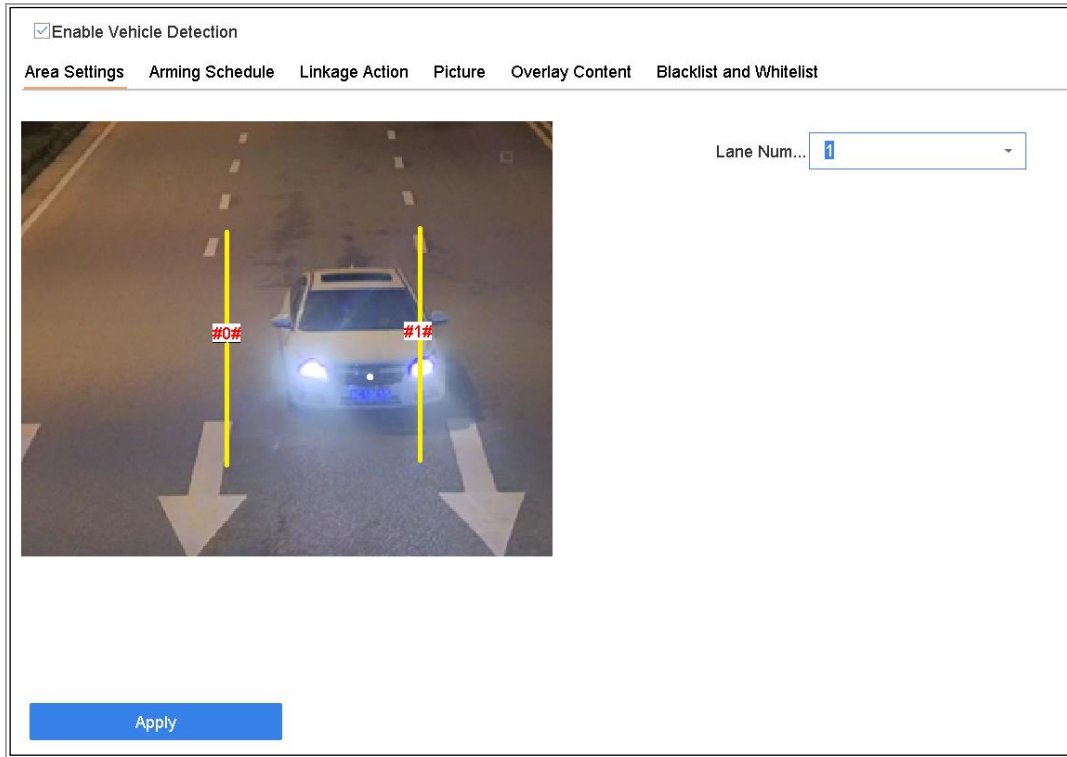 Enable Vehicle Detection
Area Settings Arming Schedule Linkage Action Picture Overlay Content Blacklist and Whitelist
Lane Num... 1
#0# #1#
Apply